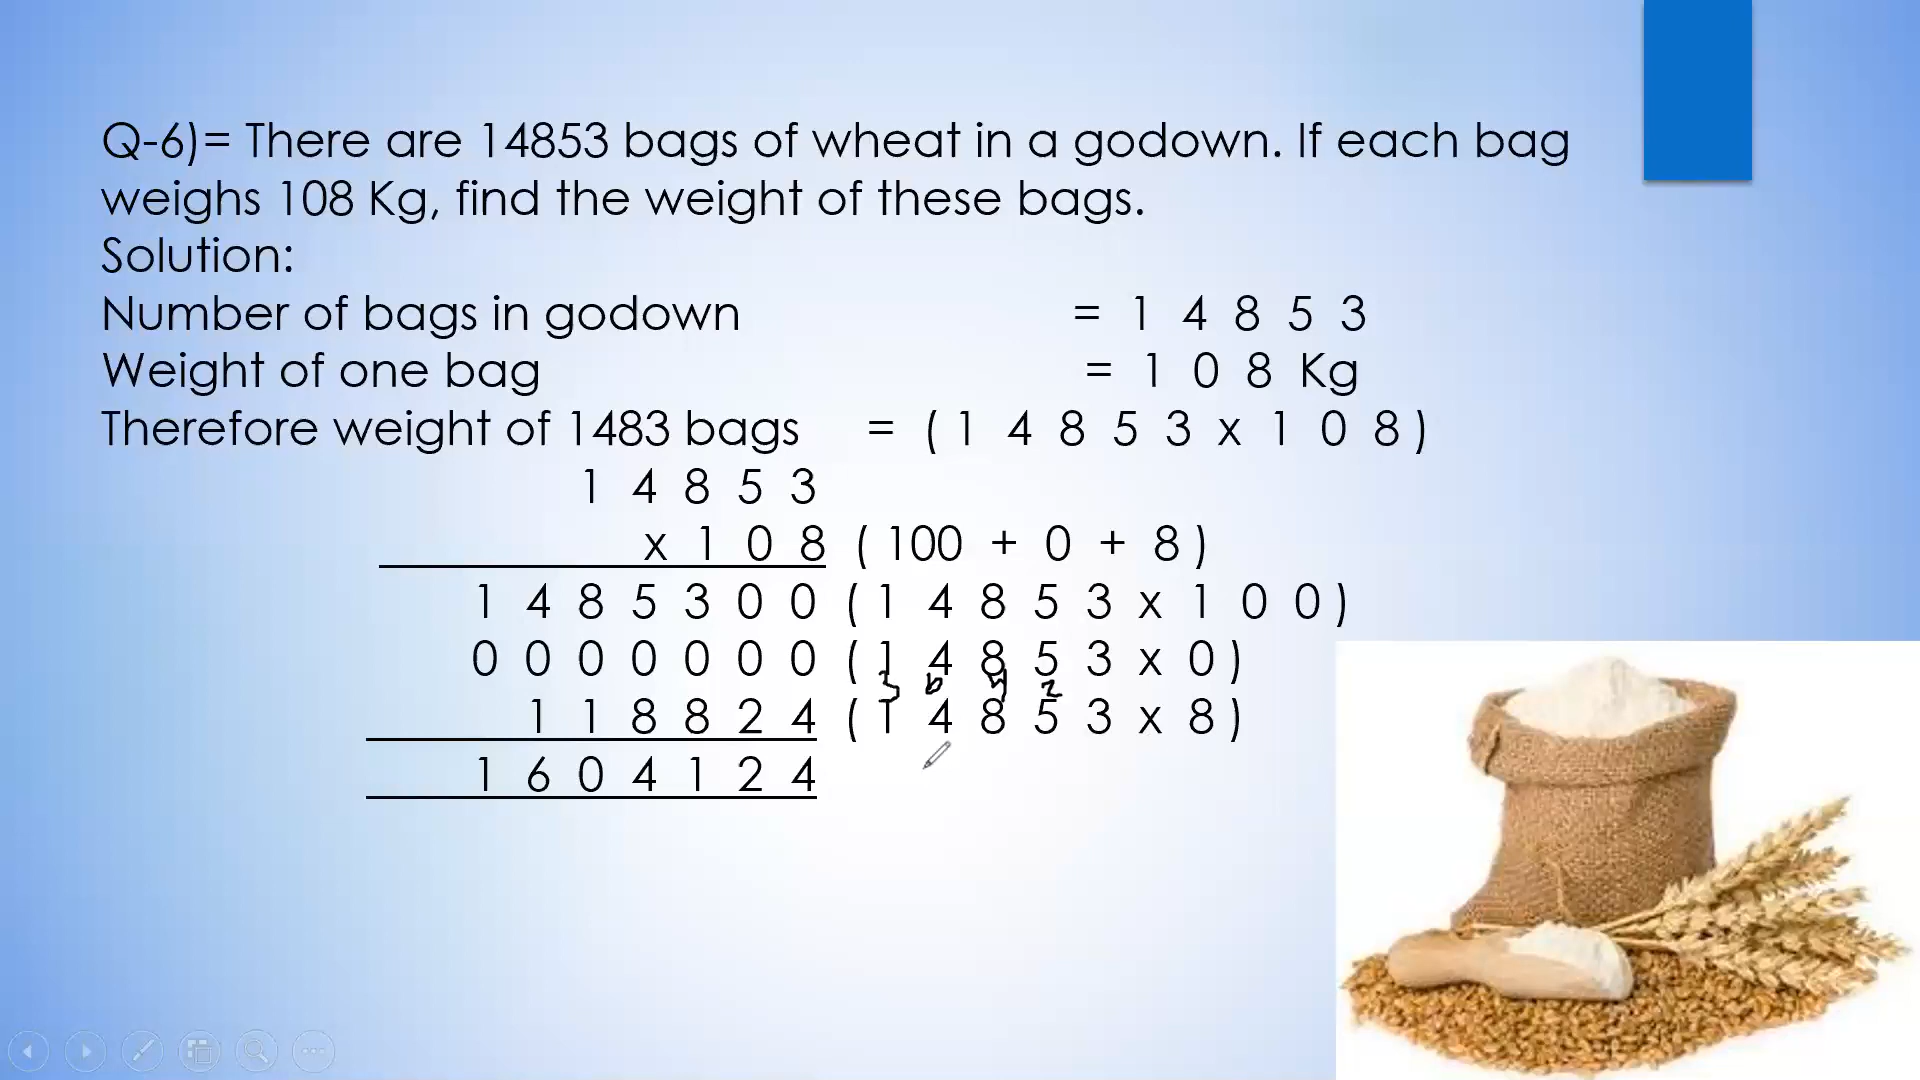 Q-6)= There are 14853 bags of wheat in a godown. If each bag
weighs 108 Kg, find the weight of these bags.
Solution:
Number of bags in godown = 1 4 8 5 3
Weight of one bag = 1 0 8 Kg
Therefore weight of 1483 bags = ( 1 4 8 5 3 x 1 0 8 )
1 4 8 5 3
x 1 0 8 ( 100 + 0 + 8 )
1 4 8 5 3 0 0 ( 1 4 8 5 3 x 1 0 0 )
0 0 0 0 0 0 0 ( 1 4 8 5 3 x 0 )
3 6 4 2
1 1 8 8 2 4 ( 1 4 8 5 3 x 8 )
1 6 0 4 1 2 4